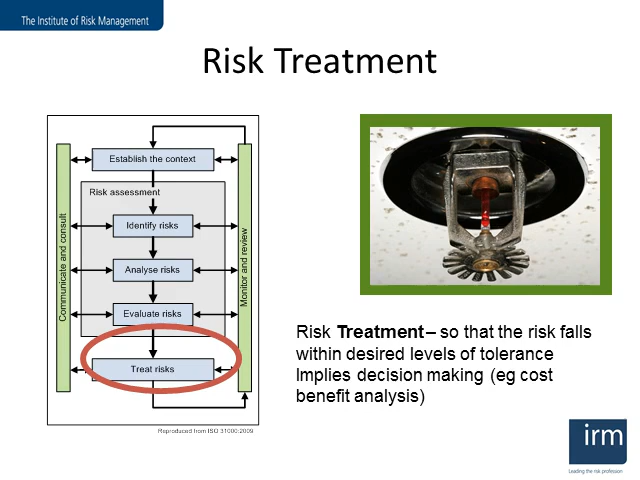 The Institute of Risk Management
Risk Treatment
Establish the context
Risk assessment
Identify risks
Analyse risks
Evaluate risks
Treat risks
Communicate and consult
Monitor and review
Reproduced from ISO 31000:2009
Risk Treatment – so that the risk falls
within desired levels of tolerance
Implies decision making (eg cost
benefit analysis)
irm
Leading the risk profession